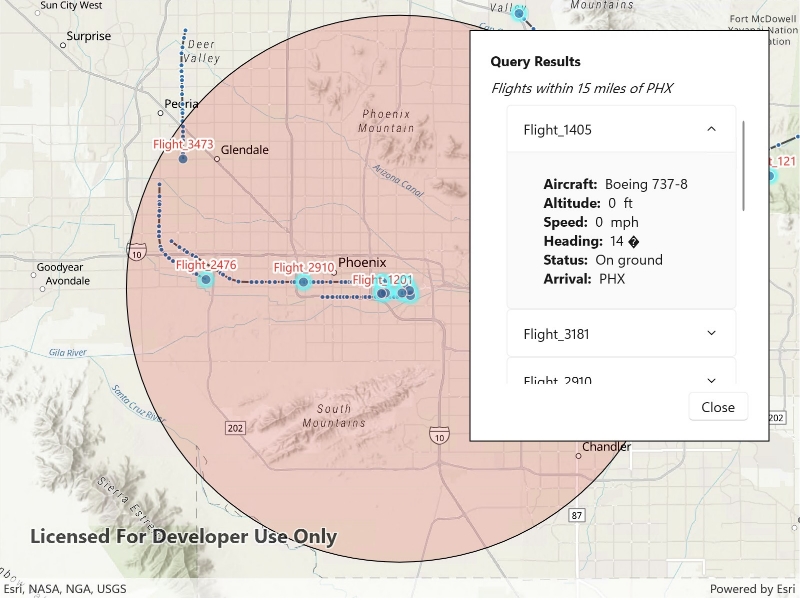 Sun City West
Surprise
Deer
Valley
Peoria
Flight_3473
Glendale
Phoenix
Mountain
Arizona Canal
Valley
Mountains
Fort McDowell
Yavapai Nation
Query Results
Flights within 15 miles of PHX
Flight_1405
Aircraft: Boeing 737-8
Altitude: 0 ft
Speed: 0 mph
Heading: 14 �
Status: On ground
Arrival: PHX
Flight_3181
Flight_2910
Close
t_121
10
Goodyear
Avondale
Flight_2476
Flight_2910
Phoenix
Flight_1201
Gila River
Santa Cruz River
South
Mountains
202
10
202
Chandler
87
Sierra Estre
Licensed For Developer Use Only
Esri, NASA, NGA, USGS
Powered by Esri